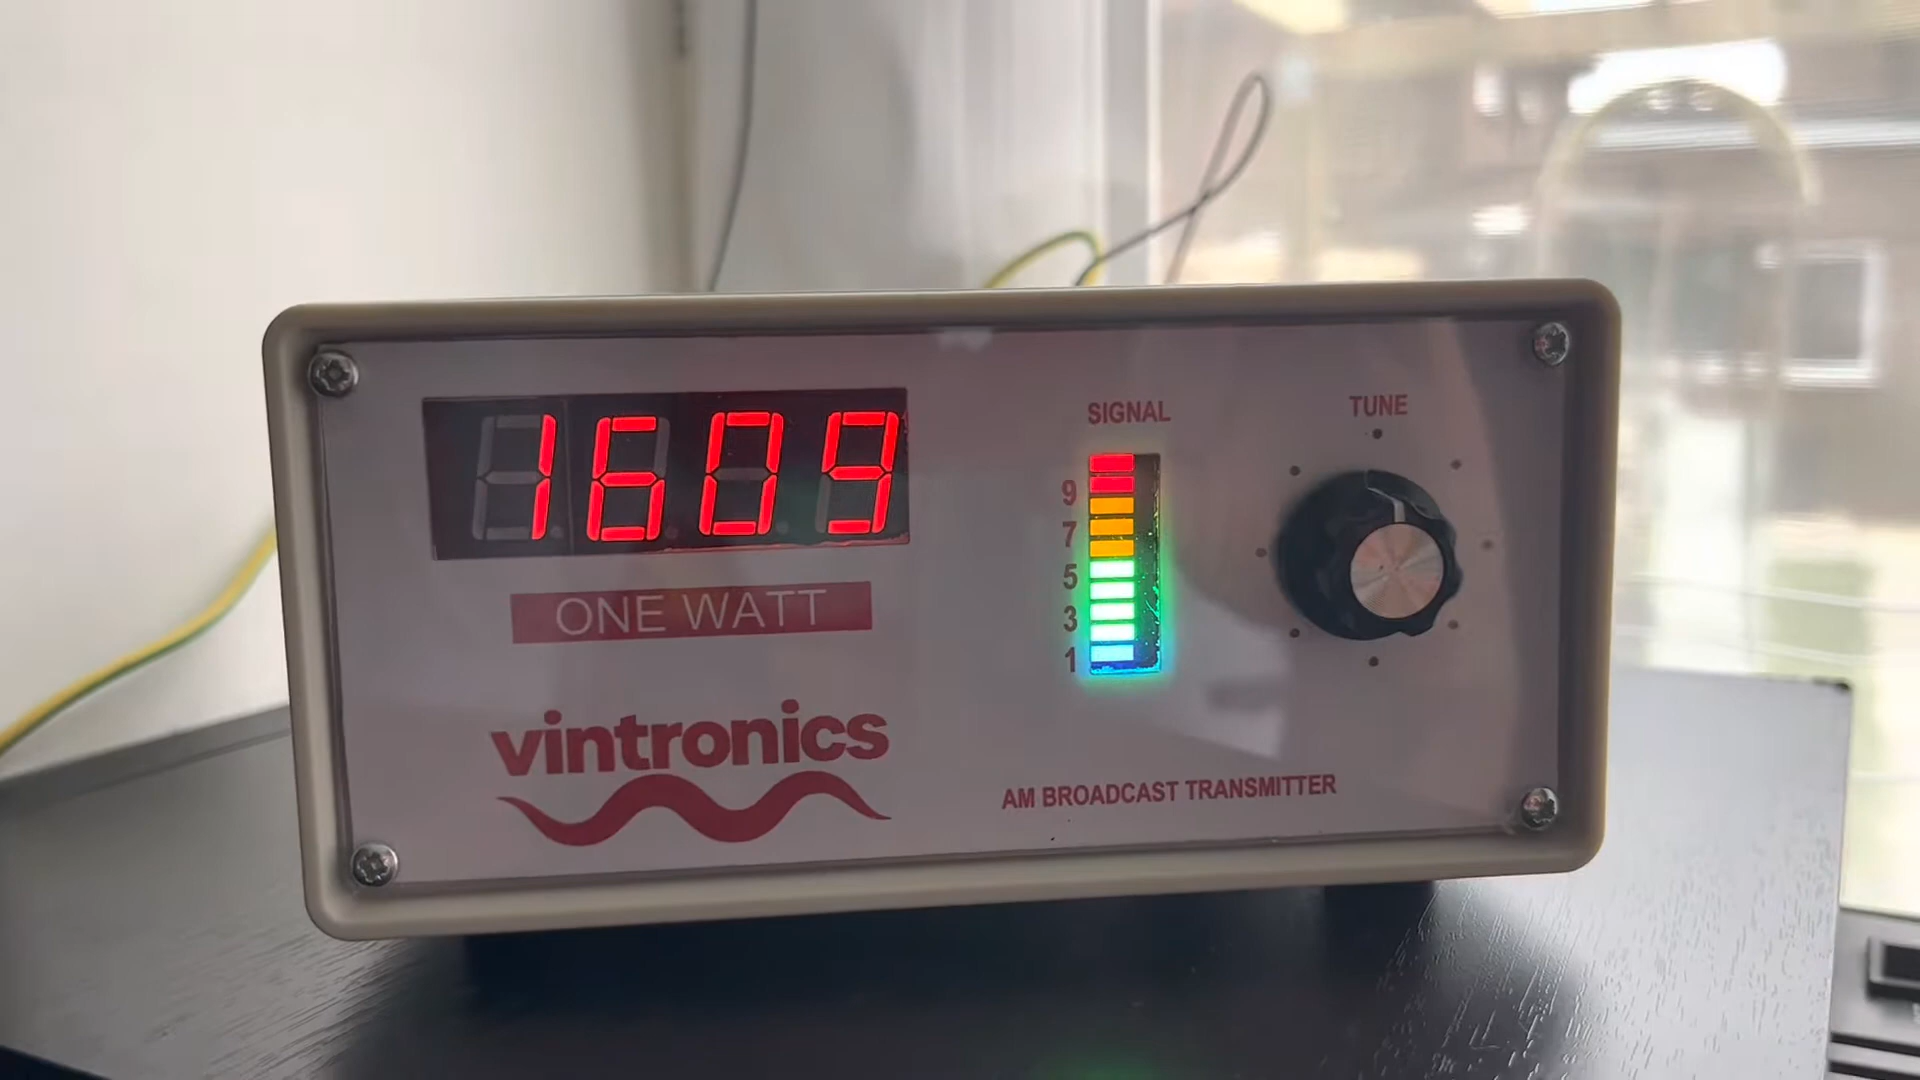 1609
SIGNAL
TUNE
9
7
5
3
1
ONE WATT
vintronics
AM BROADCAST TRANSMITTER